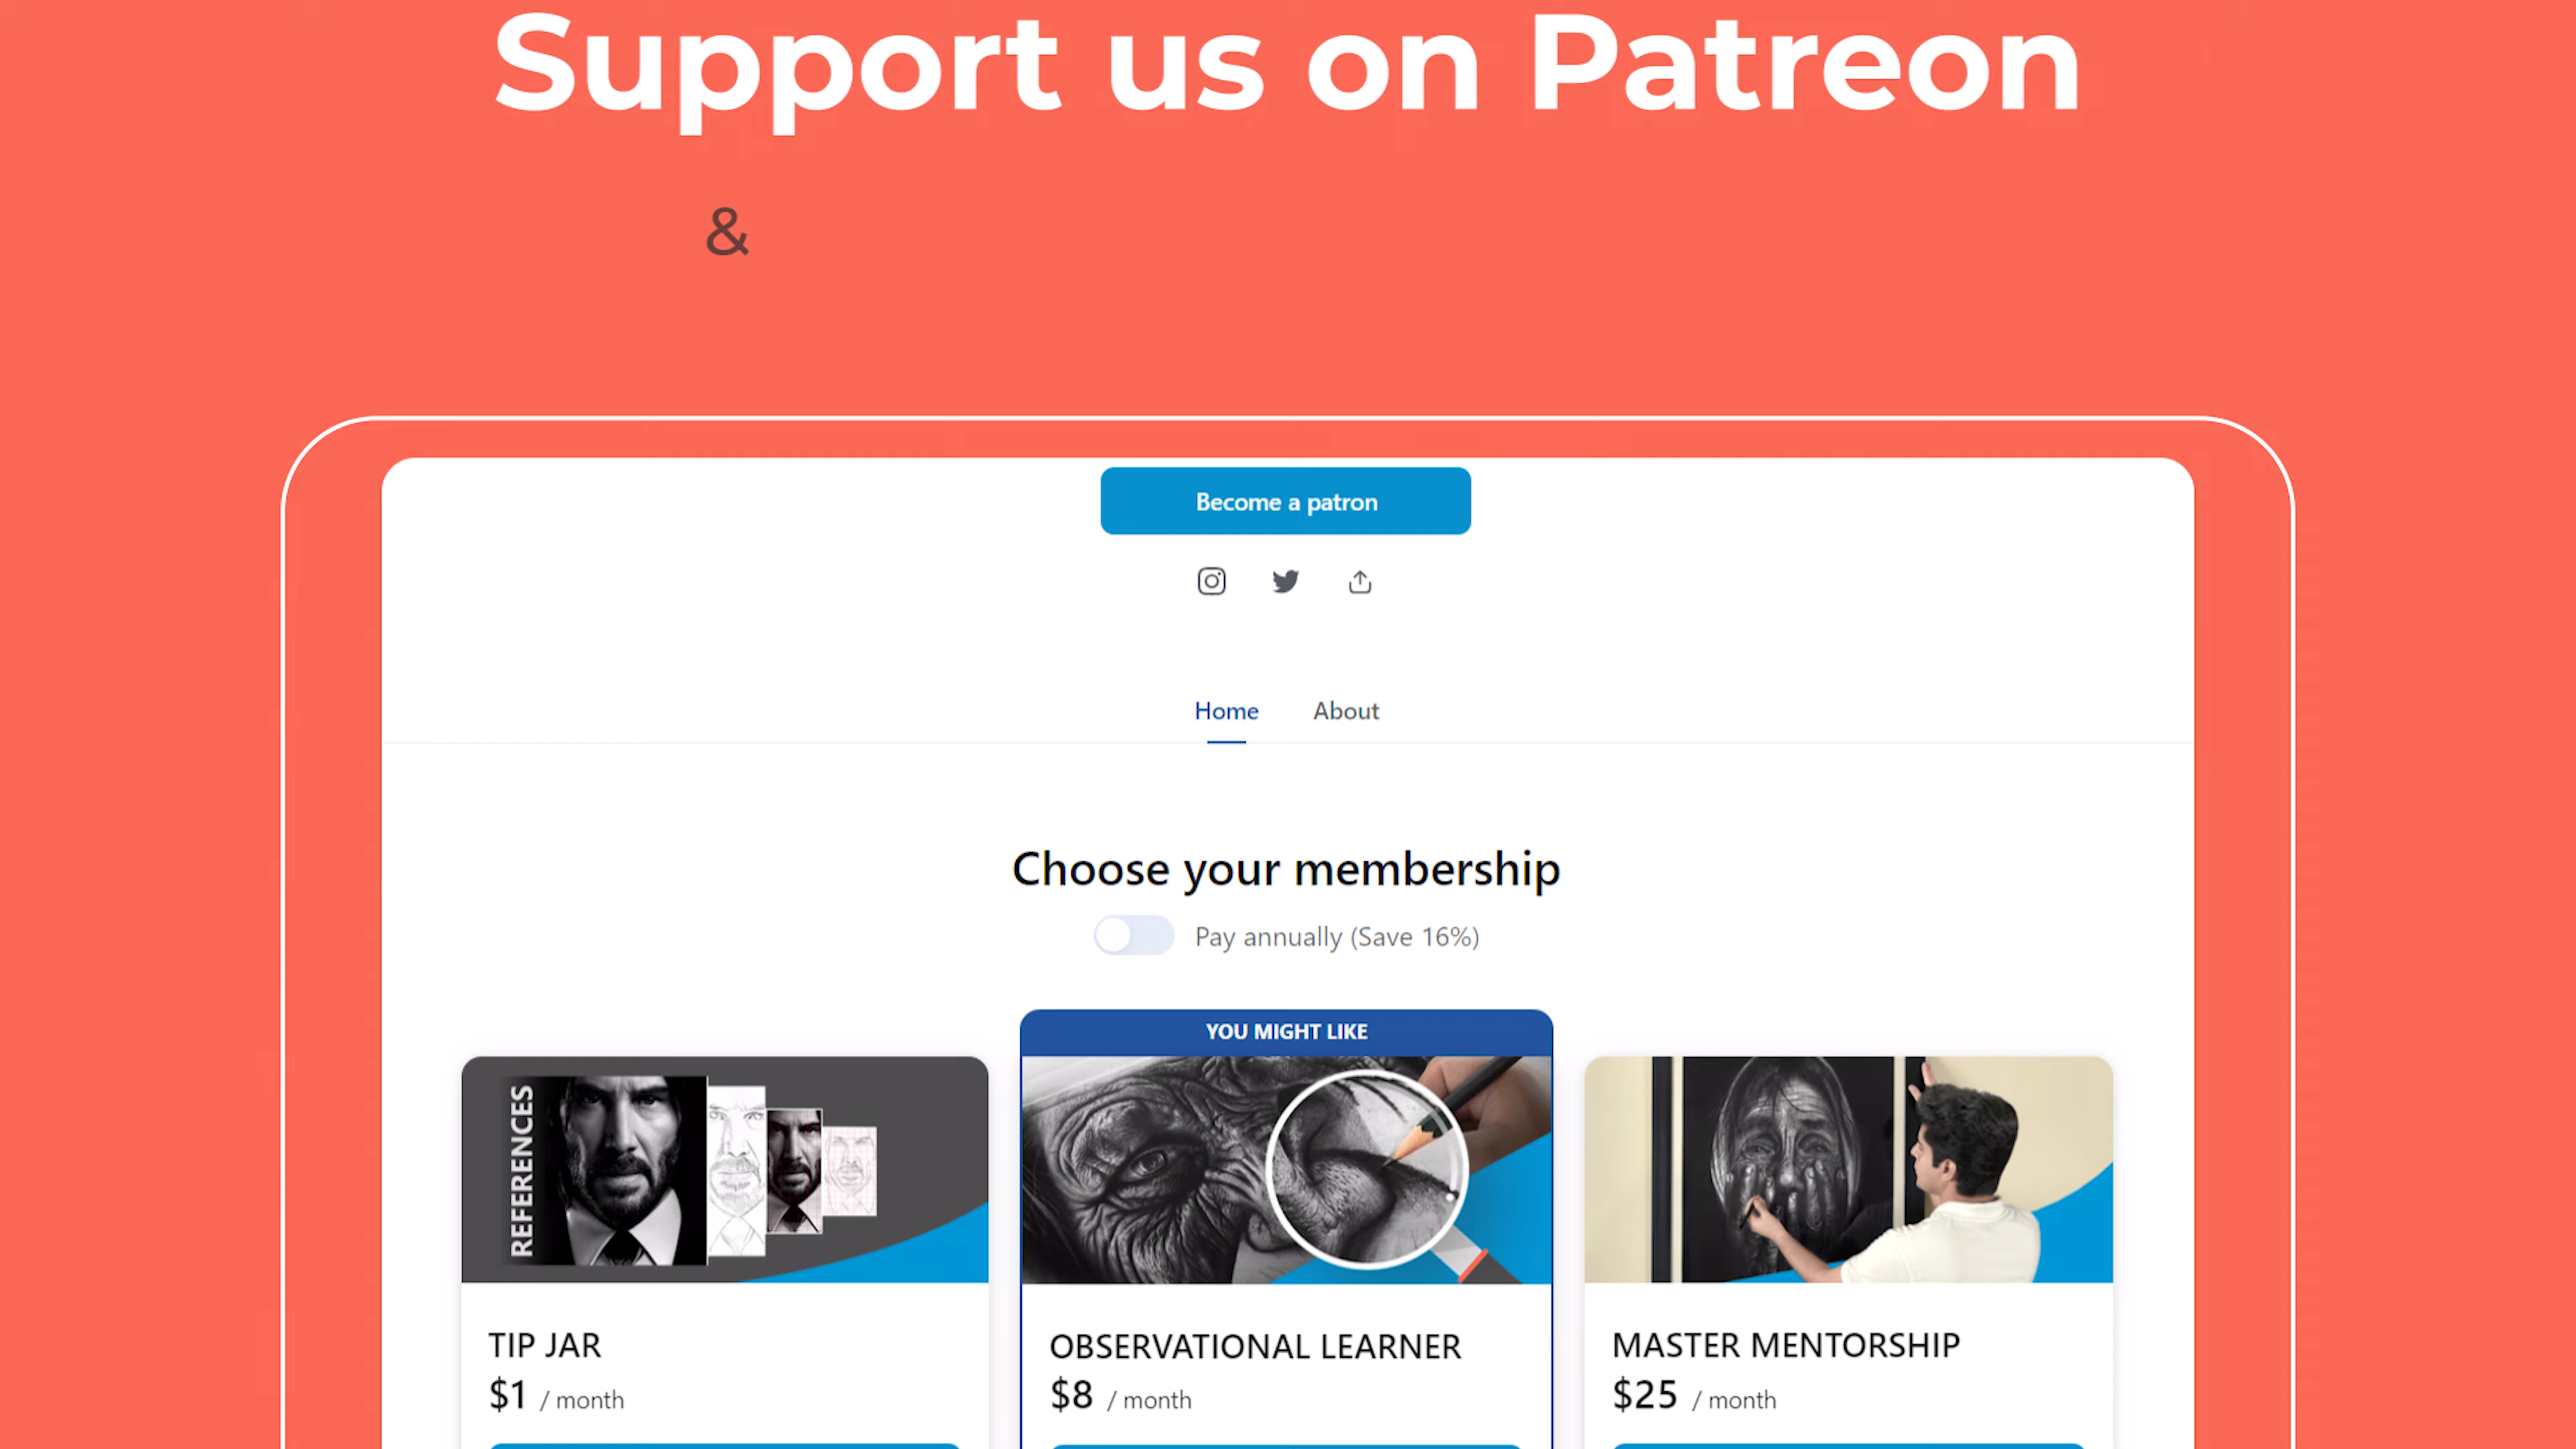 Support us on Patreon
&
Become a patron
Home About
Choose your membership
Pay annually (Save 16%)
YOU MIGHT LIKE
REFERENCES
TIP JAR
$1 / month
OBSERVATIONAL LEARNER
$8 / month
MASTER MENTORSHIP
$25 / month